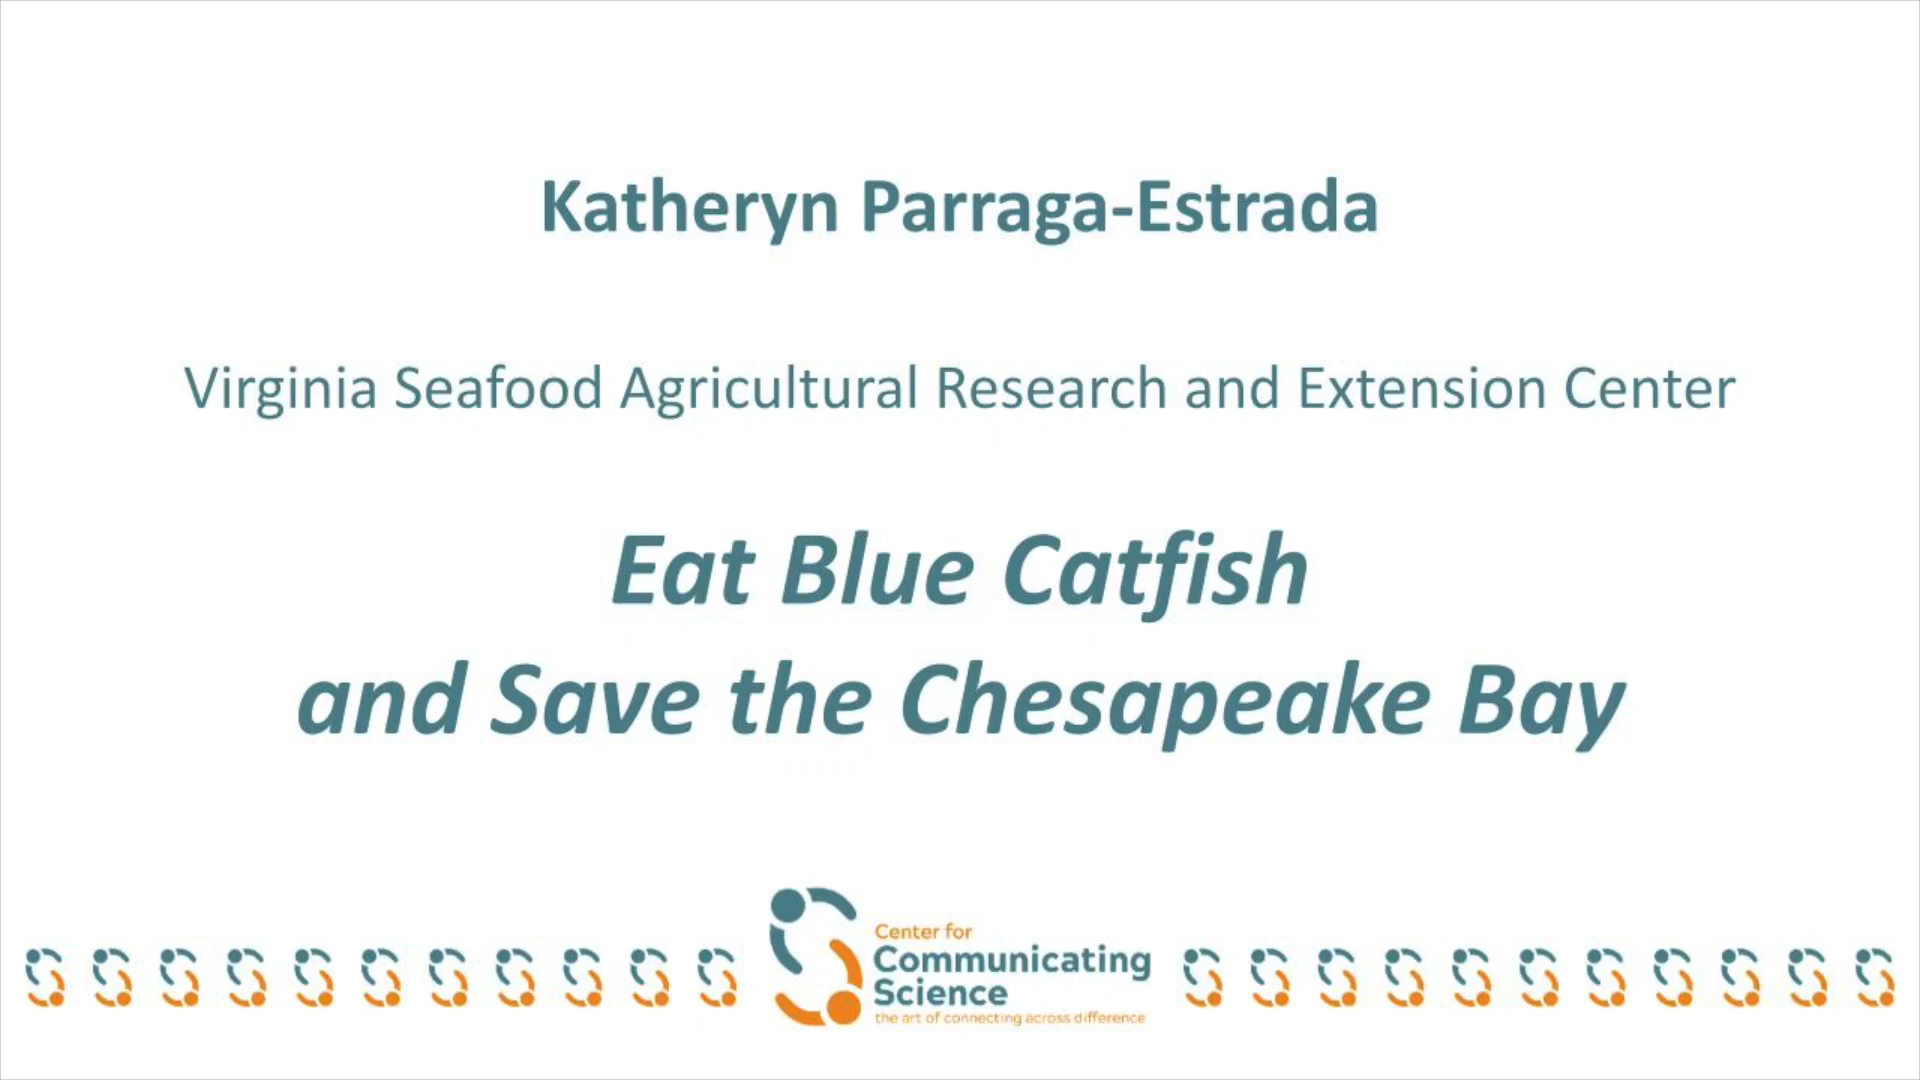 Katheryn Parraga-Estrada
Virginia Seafood Agricultural Research and Extension Center
Eat Blue Catfish
and Save the Chesapeake Bay
Center for
Communicating
Science
the art of connecting across difference